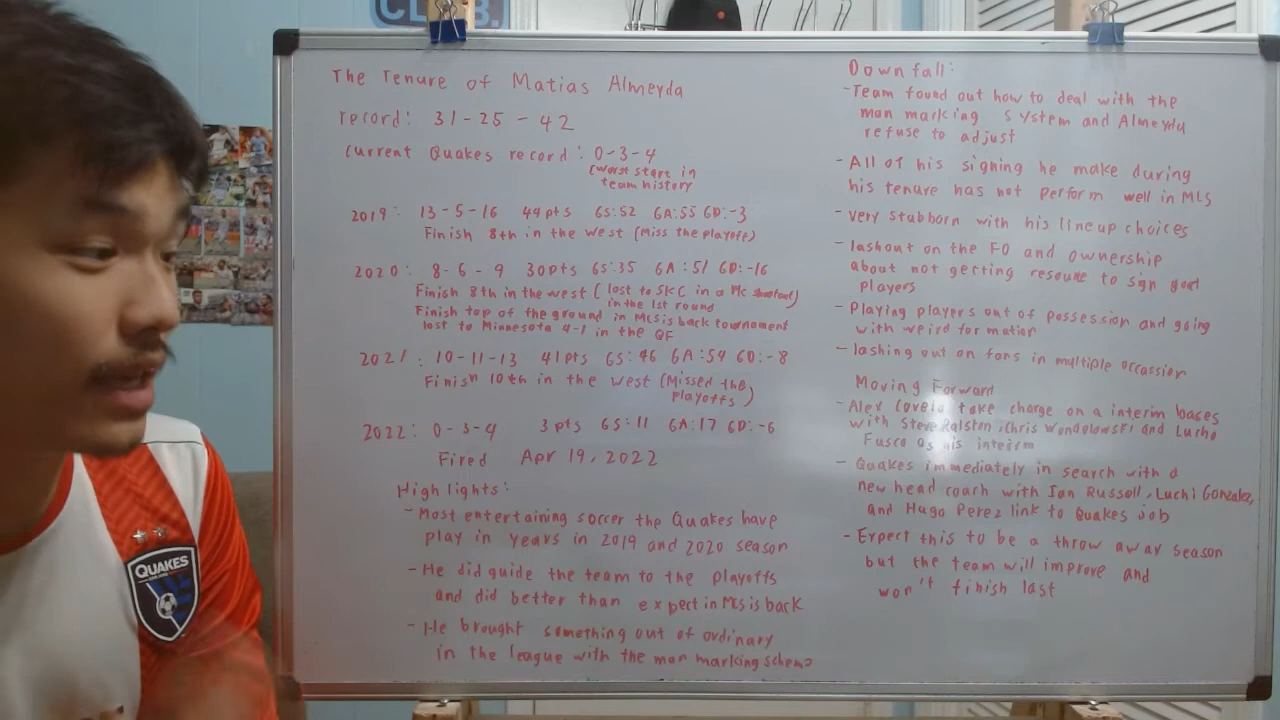 CLUB.
The Tenure of Matias Almeyda
record: 31-25-42
Current Quakes record: 0-3-4
(worst start in
team history
2019: 13-5-16 44pts GS:52 GA:55 GD:-3
Finish 8th in the west (Miss the playoff)
2020: 8-6-9 30pts GS:35 GA:51 GD:-16
Finish 8th in the west (lost to SKC in a PK shootout)
in the 1st round
Finish top of the ground in MLS is back tournament
lost to Minnesota 4-1 in the QF
2021: 10-11-13 41pts GS:46 GA:54 GD:-8
Finish 10th in the west (Missed the
playoffs)
2022: 0-3-4 3pts GS:11 GA:17 GD:-6
Fired Apr 19, 2022
Highlights:
-Most entertaining soccer the Quakes have
play in years in 2019 and 2020 season
-He did guide the team to the playoffs
and did better than expect in MLS is back
-He brought something out of ordinary
in the league with the man marking scheme
Downfall:
-Team found out how to deal with the
man marking system and Almeyda
refuse to adjust
-All of his signing he make during
his tenure has not perform well in MLS
-very stubborn with his lineup choices
-lashout on the FO and ownership
about not getting resource to sign good
players
-Playing players out of possession and going
with weird formation
-lashing out on fans in multiple occassion
Moving Forward
-Alex Covelo take charge on a interim bases
with Steve Ralston, Chris Wondolowski and Lucho
Fusco as his interim
-Quakes immediately in search with a
new head coach with Ian Russell, Luchi Gonzalez,
and Hugo Perez link to Quakes job
-Expect this to be a throw away season
but the team will improve and
won't finish last
QUAKES